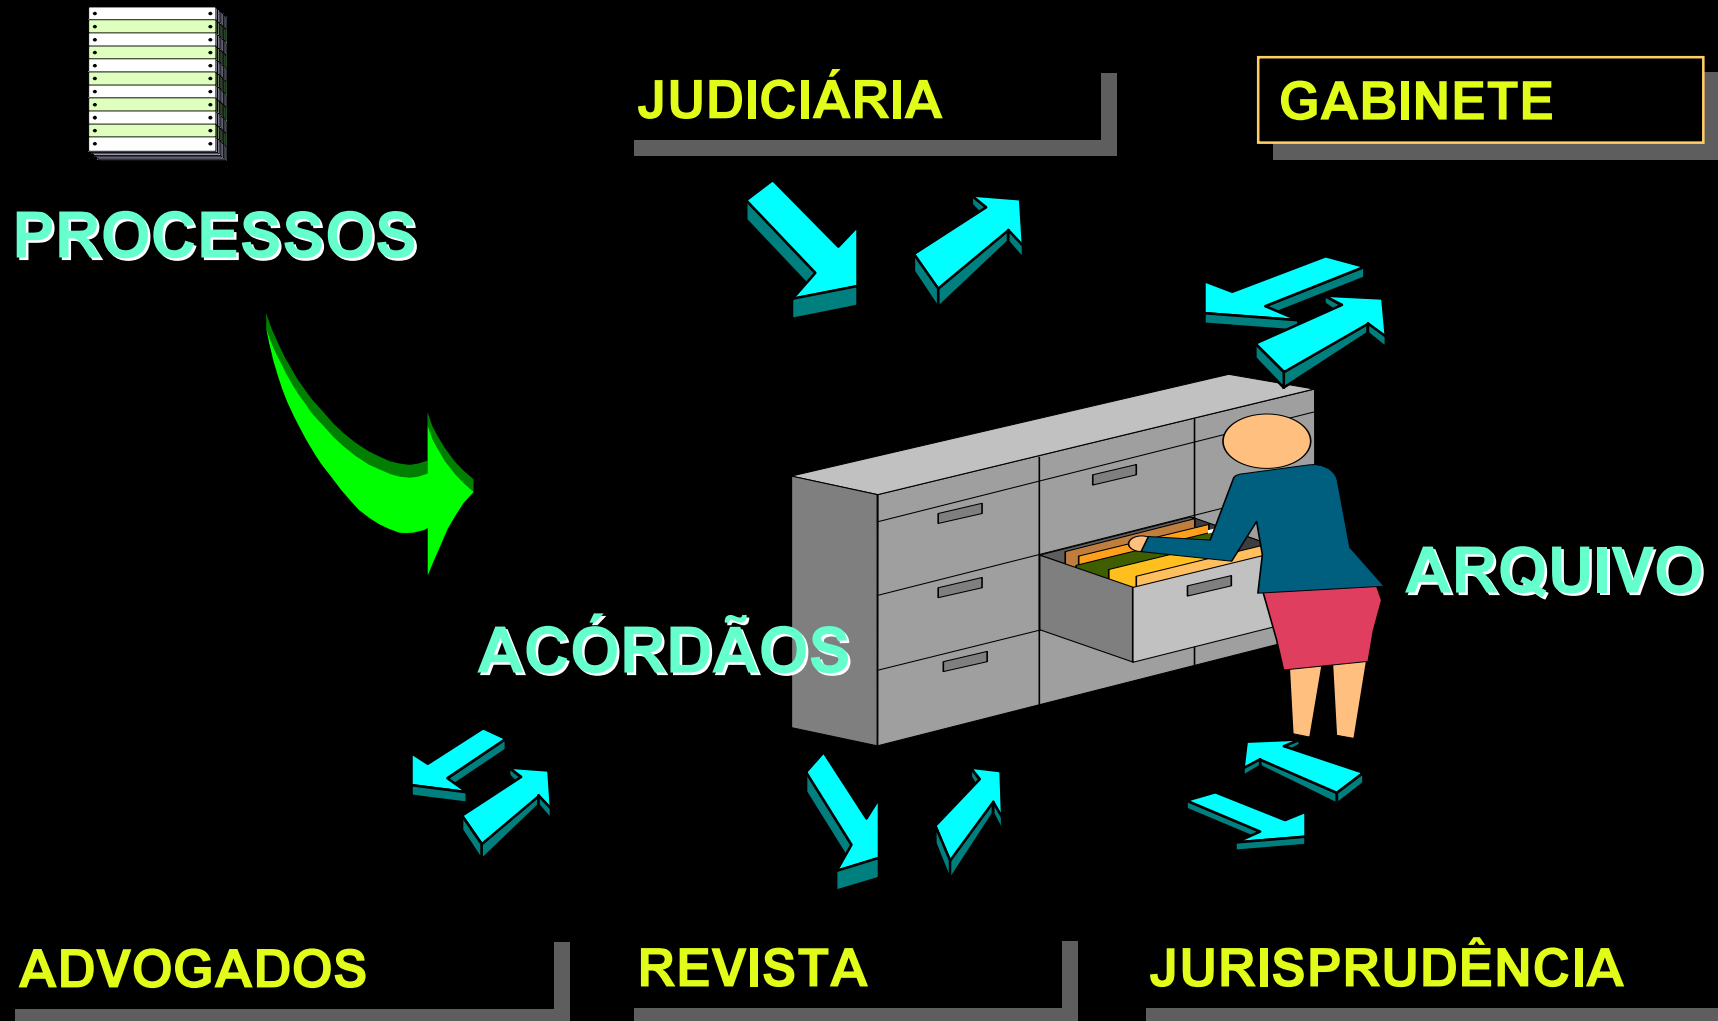 JUDICIÁRIA
GABINETE
PROCESSOS
ARQUIVO
ACÓRDÃOS
ADVOGADOS
REVISTA
JURISPRUDÊNCIA